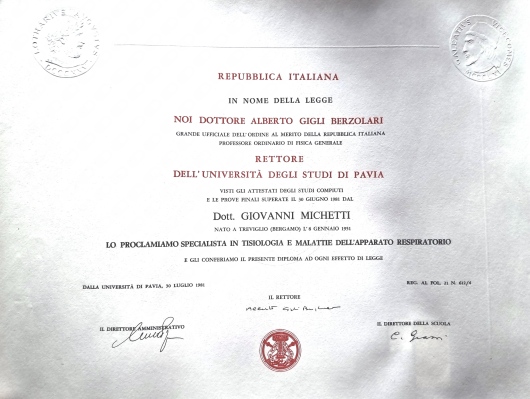 REPUBBLICA ITALIANA
IN NOME DELLA LEGGE
NOI DOTTORE ALBERTO GIGLI BERZOLARI
GRANDE UFFICIALE DELL'ORDINE AL MERITO DELLA REPUBBLICA ITALIANA
PROFESSORE ORDINARIO DI FISICA GENERALE
RETTORE
DELL'UNIVERSITÀ DEGLI STUDI DI PAVIA
VISTI GLI ATTESTATI DEGLI STUDI COMPIUTI
E LE PROVE FINALI SUPERATE IL 30 GIUGNO 1981 DAL
Dott. GIOVANNI MICHETTI
NATO A TREVIGLIO (BERGAMO) L'8 GENNAIO
LO PROCLAMIAMO SPECIALISTA IN TISIOLOGIA E MALATTIE DELL'APPARATO RESPIRATORIO
E GLI CONFERIAMO IL PRESENTE DIPLOMA AD OGNI EFFETTO DI LEGGE
DALLA UNIVERSITÀ DI PAVIA, 30 LUGLIO 1981
REG. AL FOL. 21 N.
IL RETTORE
IL DIRETTORE AMMINISTRATIVO
IL DIRETTORE DELLA SCUOLA